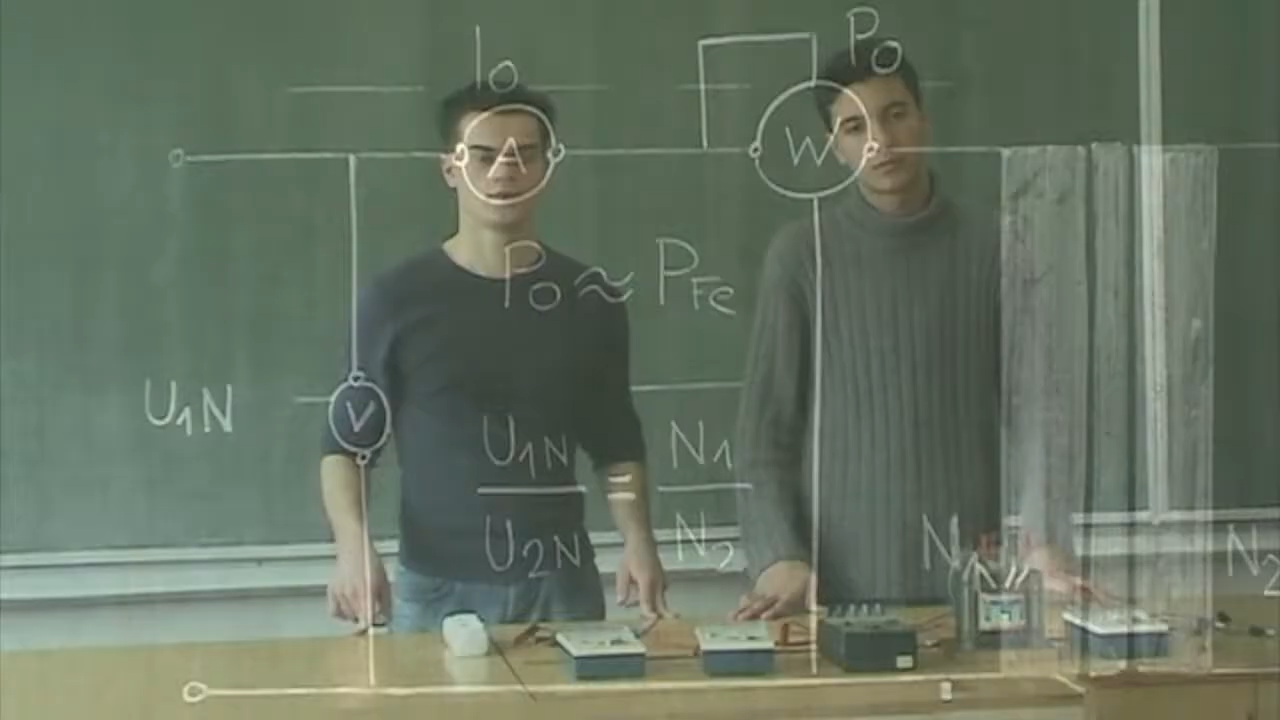 I0
P0
A
W
P0 ≈ PFe
U1N
V
U1N = N1
U2N N2
N1
N2